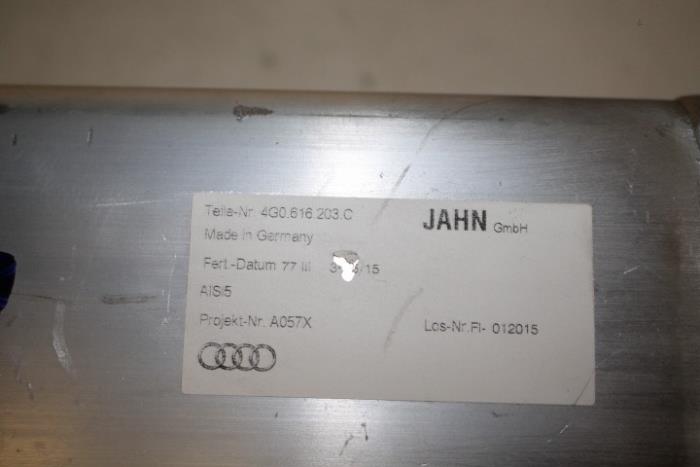 Teile-Nr. 4G0.616.203.C
JAHN GmbH
Made in Germany
Fert.-Datum 77 III /15
AlSi5
Projekt-Nr. A057X
Los-Nr.Fl- 012015